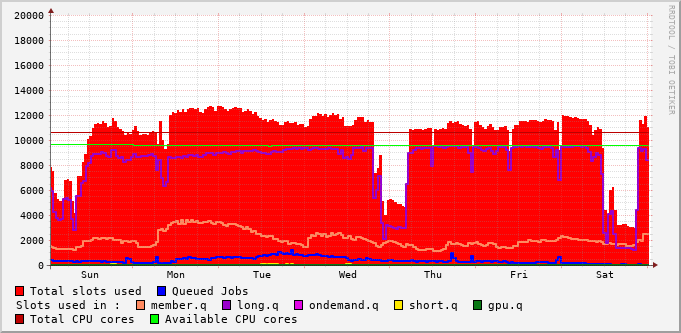 RRDTOOL / TOBI OETIKER
20000
18000
16000
14000
12000
10000
8000
6000
4000
2000
0
Sun Mon Tue Wed Thu Fri Sat
Total slots used Queued Jobs
Slots used in : member.q long.q ondemand.q short.q gpu.q
Total CPU cores Available CPU cores